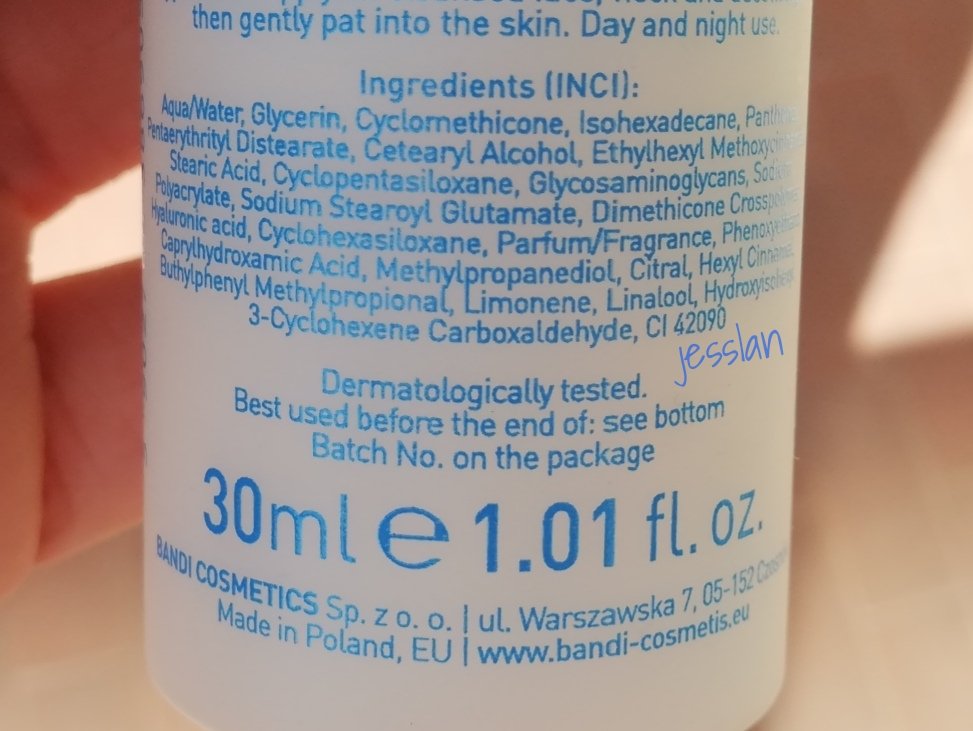 then gently pat into the skin. Day and night use.
Ingredients (INCI):
Aqua/Water, Glycerin, Cyclomethicone, Isohexadecane,
Pentaerythrityl Distearate, Cetearyl Alcohol, Ethylhexyl
Stearic Acid, Cyclopentasiloxane, Glycosaminoglycans,
Polyacrylate, Sodium Stearoyl Glutamate, Dimethicone
Hyaluronic acid, Cyclohexasiloxane, Parfum/Fragrance,
Caprylhydroxamic Acid, Methylpropanediol, Citral, Hexyl
Buthylphenyl Methylpropional, Limonene, Linalool,
3-Cyclohexene Carboxaldehyde, CI 42090
jesslan
Dermatologically tested.
Best used before the end of: see bottom
Batch No. on the package
30ml e 1.01 fl. oz.
BANDI COSMETICS Sp. z o. o. | ul. Warszawska 7, 05-152
Made in Poland, EU | www.bandi-cosmetis.eu